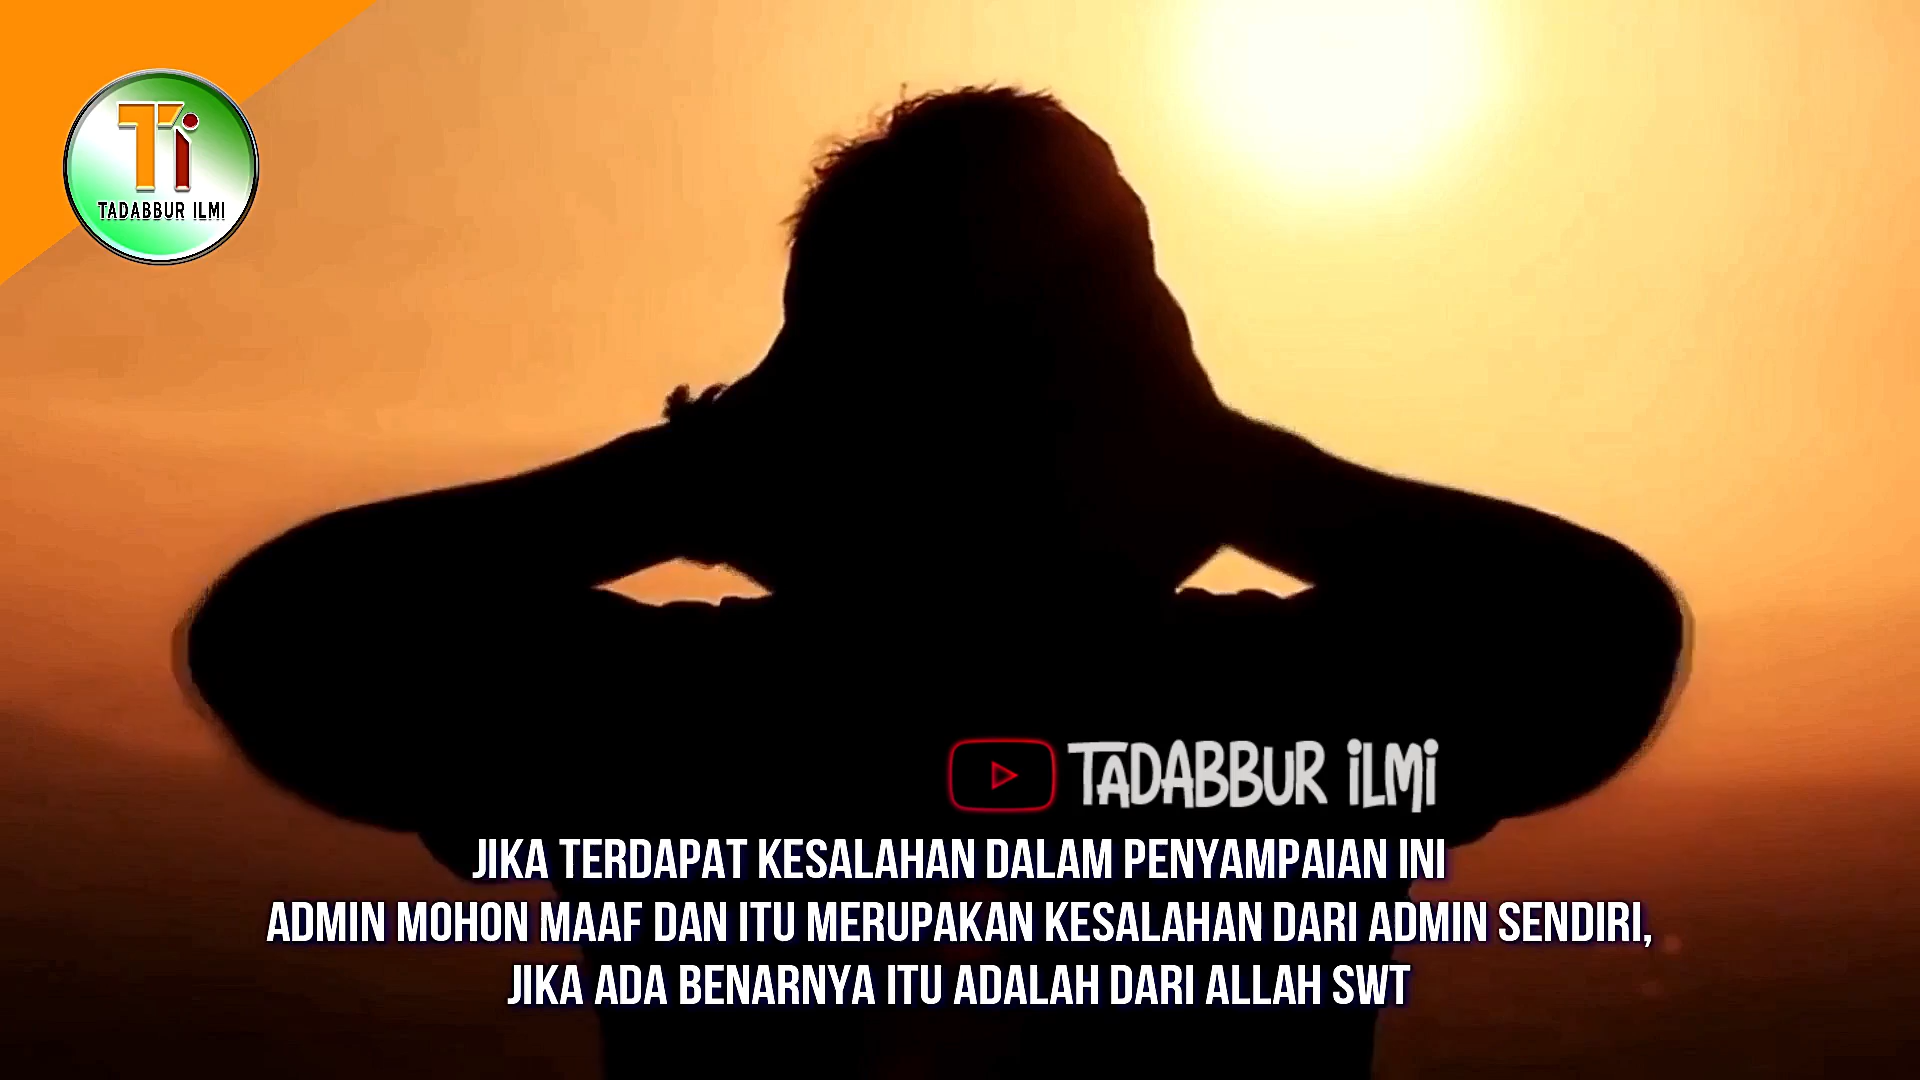 Ti
TADABBUR ILMI
TADABBUR iLMi
JIKA TERDAPAT KESALAHAN DALAM PENYAMPAIAN INI
ADMIN MOHON MAAF DAN ITU MERUPAKAN KESALAHAN DARI ADMIN SENDIRI,
JIKA ADA BENARNYA ITU ADALAH DARI ALLAH SWT